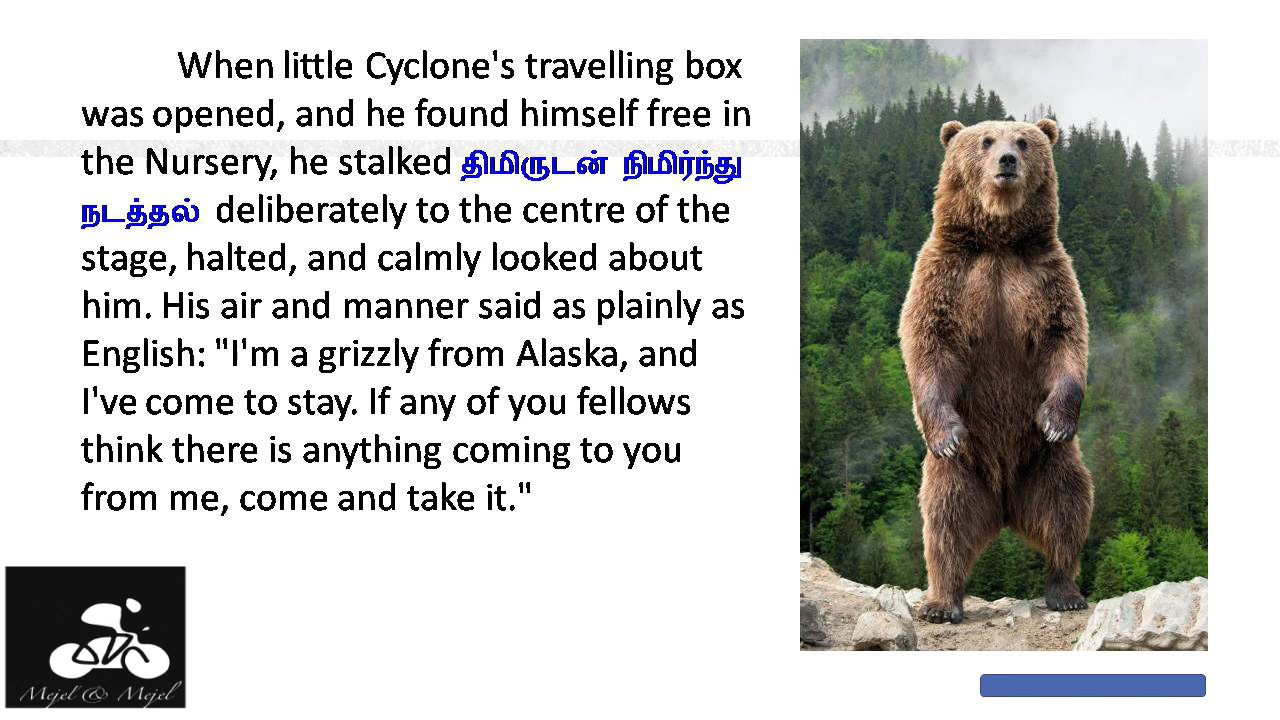 When little Cyclone's travelling box
was opened, and he found himself free in
the Nursery, he stalked திமிருடன் நிமிர்ந்து
நடத்தல் deliberately to the centre of the
stage, halted, and calmly looked about
him. His air and manner said as plainly as
English: "I'm a grizzly from Alaska, and
I've come to stay. If any of you fellows
think there is anything coming to you
from me, come and take it."
Mejel & Mejel